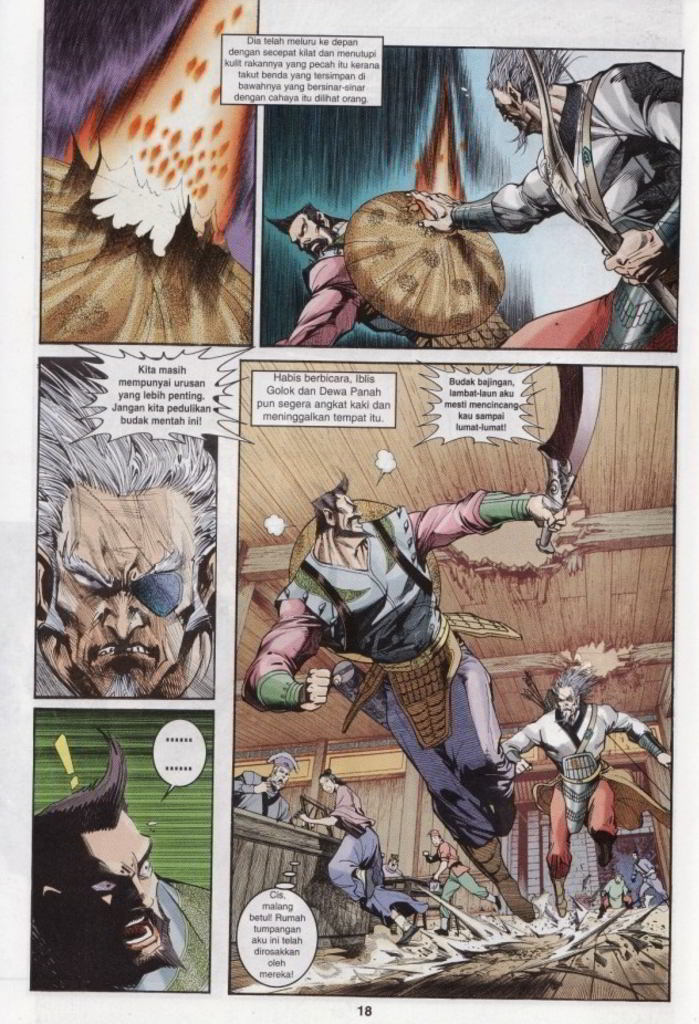 Dia telah meluru ke depan
dengan secepat kilat dan menutupi
kulit rakannya yang pecah itu kerana
takut benda yang tersimpan di
bawahnya yang bersinar-sinar
dengan cahaya itu dilihat orang.
Kita masih
mempunyai urusan
yang lebih penting.
Jangan kita pedulikan
budak mentah ini!
Habis berbicara, Iblis
Golok dan Dewa Panah
pun segera angkat kaki dan
meninggalkan tempat itu.
Budak bajingan,
lambat-laun aku
mesti mencincang
kau sampai
lumat-lumat!
!
......
......
Cis,
malang
betul! Rumah
tumpangan
aku ini telah
dirosakkan
oleh
mereka!
18